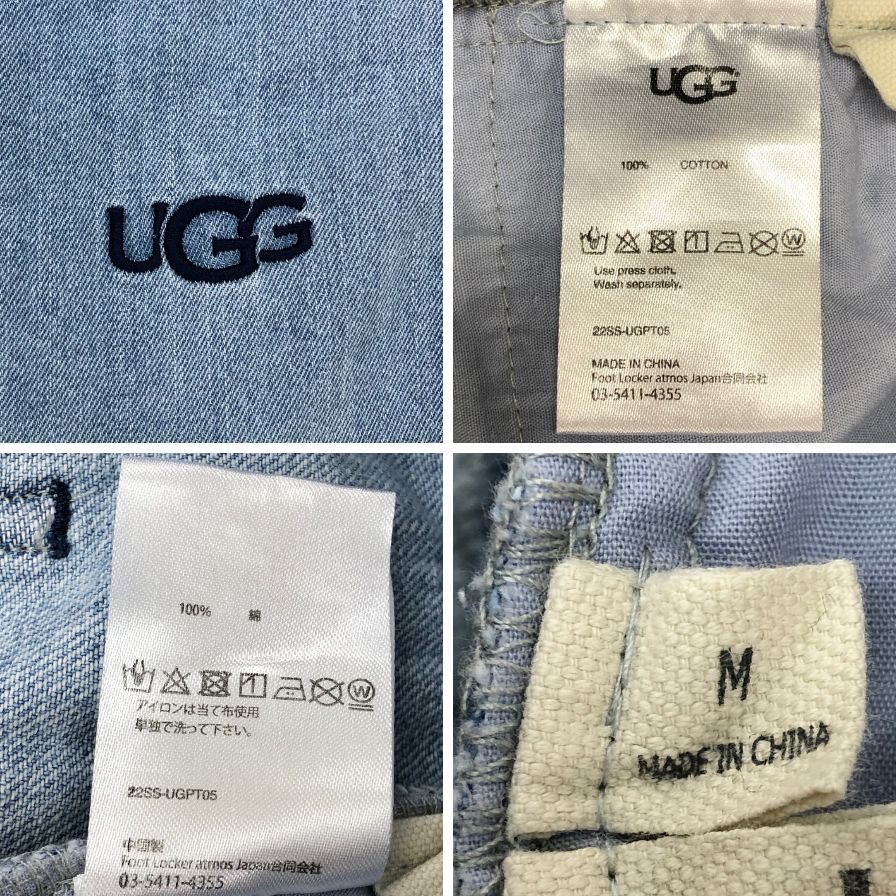 UGG
UGG
100% COTTON
Use press cloth.
Wash separately.
22SS-UGPT05
MADE IN CHINA
Foot Locker atmos Japan合同会社
03-5411-4355
100% 綿
アイロンは当て布使用
単独で洗って下さい。
22SS-UGPT05
中国製
Foot Locker atmos Japan合同会社
03-5411-4355
M
MADE IN CHINA